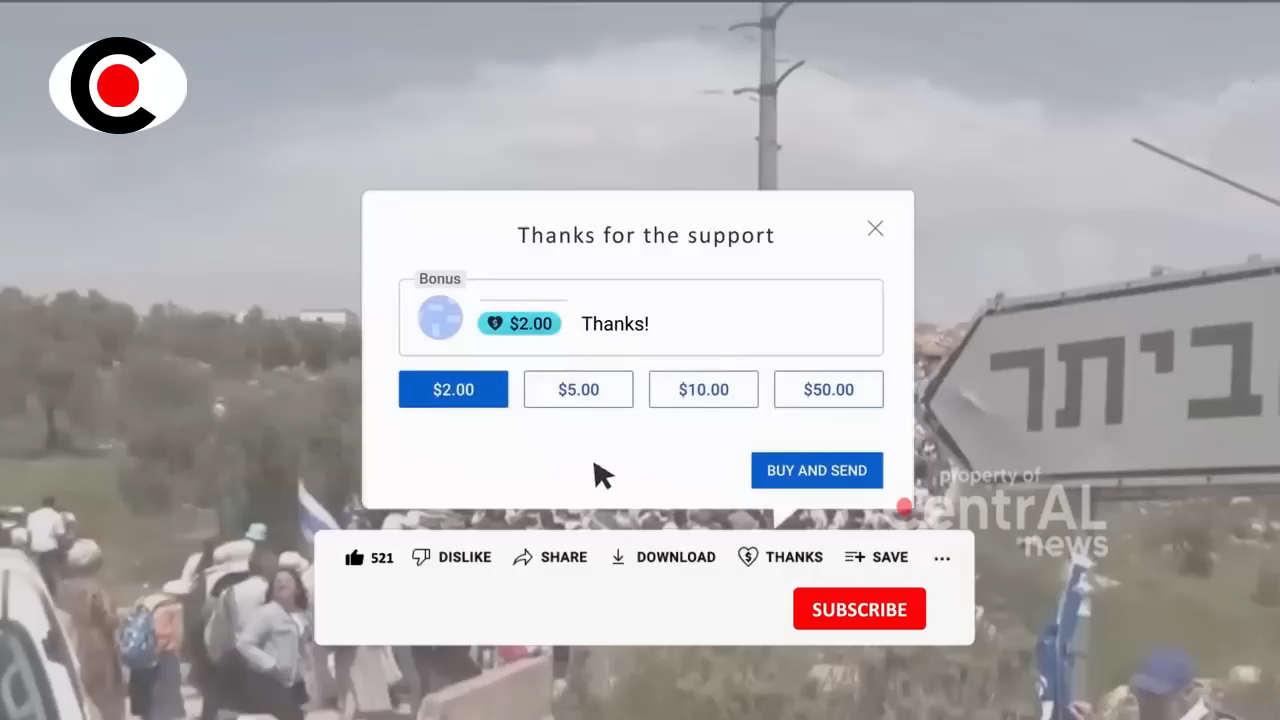 Thanks for the support
Bonus
$2.00 Thanks!
$2.00 $5.00 $10.00 $50.00
BUY AND SEND
ביתר
property of
CentrAL
news
521 DISLIKE SHARE DOWNLOAD THANKS SAVE
SUBSCRIBE